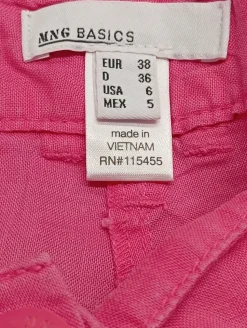 MNG BASICS
EUR 38
D 36
USA 6
MEX 5
made in
VIETNAM
RN#115455